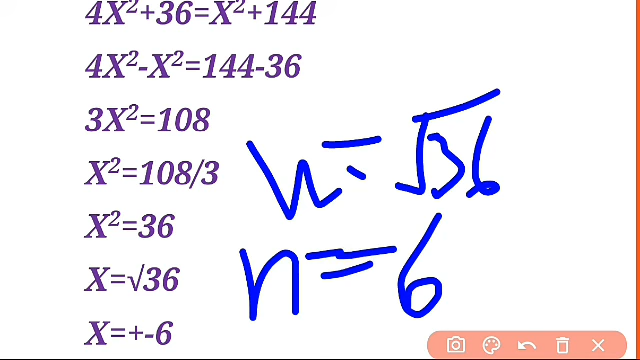 4X²+36=X²+144
4X²-X²=144-36
3X²=108
X²=108/3
X²=36
X=√36
X=+-6
n=√36
n=6